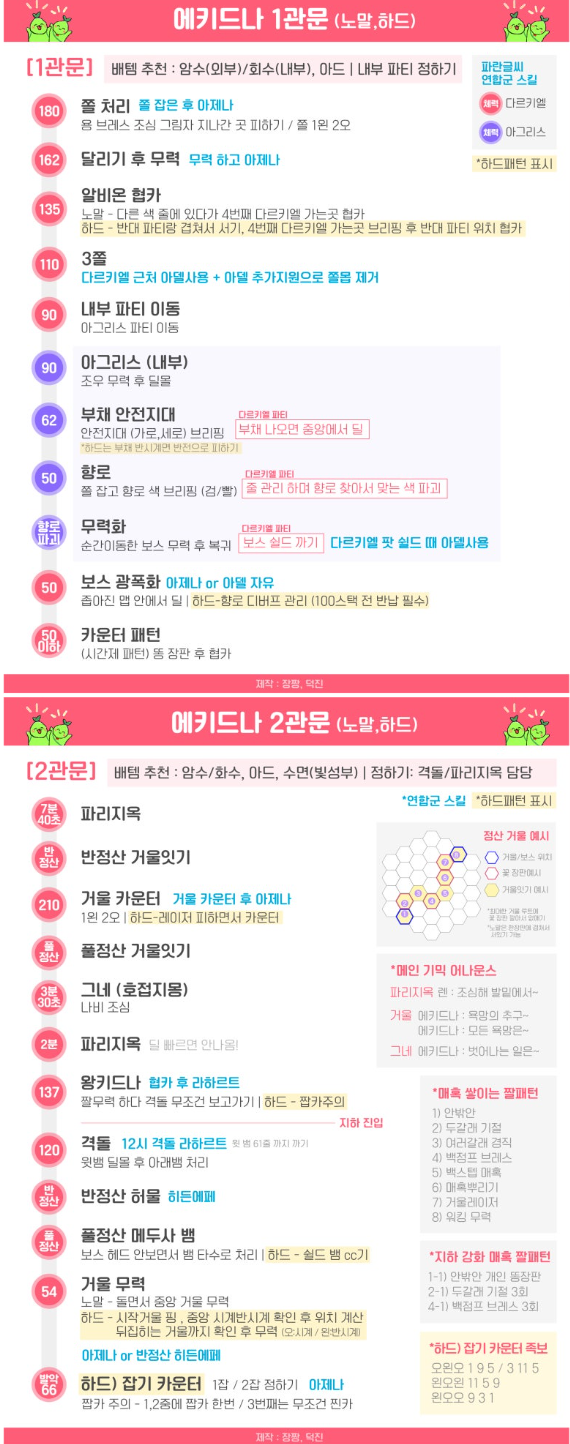 에키드나 1관문 (노말,하드)
[1관문] 배템 추천 : 암수(외부)/회수(내부), 아드 | 내부 파티 정하기
파란글씨
연합군 스킬
체력 다르키엘
체력 아그리스
*하드패턴 표시
180 쫄 처리 쫄 잡은 후 아제나
용 브레스 조심 그림자 지나간 곳 피하기 / 쫄 1왼 2오
162 달리기 후 무력 무력 하고 아제나
135 알비온 협카
노말 - 다른 색 줄에 있다가 4번째 다르키엘 가는곳 협카
하드 - 반대 파티랑 겹쳐서 서기, 4번째 다르키엘 가는곳 브리핑 후 반대 파티 위치 협카
110 3쫄
다르키엘 근처 아델사용 + 아델 추가지원으로 쫄몹 제거
90 내부 파티 이동
아그리스 파티 이동
90 아그리스 (내부)
조우 무력 후 딜몰
62 부채 안전지대
안전지대 (가로,세로) 브리핑
*하드는 부채 반시계면 반전으로 피하기
다르키엘 파티
부채 나오면 중앙에서 딜
50 향로
쫄 잡고 향로 색 브리핑 (검/빨)
다르키엘 파티
줄 관리 하며 향로 찾아서 맞는 색 파괴
향로
파괴
무력화
순간이동한 보스 무력 후 복귀
다르키엘 파티
보스 쉴드 까기
다르키엘 팟 쉴드 때 아델사용
50 보스 광폭화 아제나 or 아델 자유
좁아진 맵 안에서 딜 | 하드-향로 디버프 관리 (100스택 전 반납 필수)
50
이하
카운터 패턴
(시간제 패턴) 똥 장판 후 협카
제작 : 장짱, 덕진
에키드나 2관문 (노말,하드)
[2관문] 배템 추천 : 암수/화수, 아드, 수면(빛성부) | 정하기: 격돌/파리지옥 담당
*연합군 스킬 *하드패턴 표시
7분
40초
파리지옥
반
정산
반정산 거울잇기
210 거울 카운터 거울 카운터 후 아제나
1왼 2오 | 하드-레이저 피하면서 카운터
풀
정산
풀정산 거울잇기
3분
30초
그네 (호접지몽)
나비 조심
2분 파리지옥 딜 빠르면 안나옴!
137 왕키드나 협카 후 라하르트
짤무력 하다 격돌 무조건 보고가기 | 하드 - 짭카주의
지하 진입
120 격돌 12시 격돌 라하르트 윗 뱀 61줄 까지 까기
윗뱀 딜몰 후 아래뱀 처리
반
정산
반정산 허물 히든에페
풀
정산
풀정산 메두사 뱀
보스 헤드 안보면서 뱀 타수로 처리 | 하드 - 쉴드 뱀 cc기
54 거울 무력
노말 - 돌면서 중앙 거울 무력
하드 - 시작거울 핑 , 중앙 시계반시계 확인 후 위치 계산
뒤집히는 거울까지 확인 후 무력 (오:시계 / 왼:반시계)
아제나 or 반정산 히든에페
발악
66
하드) 잡기 카운터 1잡 / 2잡 정하기 아제나
짭카 주의 - 1,2중에 짭카 한번 / 3번째는 무조건 찐카
정산 거울 예시
거울/보스 위치
꽃 장판예시
거울잇기 예시
*메인 기믹 어나운스
파리지옥 렌 : 조심해 발밑에서~
거울 에키드나 : 욕망의 추구~
에키드나 : 모든 욕망은~
그네 에키드나 : 벗어나는 일은~
*매혹 쌓이는 짤패턴
1) 안밖안
2) 두갈래 기절
3) 여러갈래 경직
4) 백점프 브레스
5) 백스텝 매혹
6) 매혹뿌리기
7) 거울레이저
8) 워킹 무력
*지하 강화 매혹 짤패턴
1-1) 안밖안 개인 똥장판
2-1) 두갈래 기절 3회
4-1) 백점프 브레스 3회
*하드) 잡기 카운터 족보
오왼오 1 9 5 / 3 11 5
왼오왼 11 5 9
왼오오 9 3 1
제작 : 장짱, 덕진